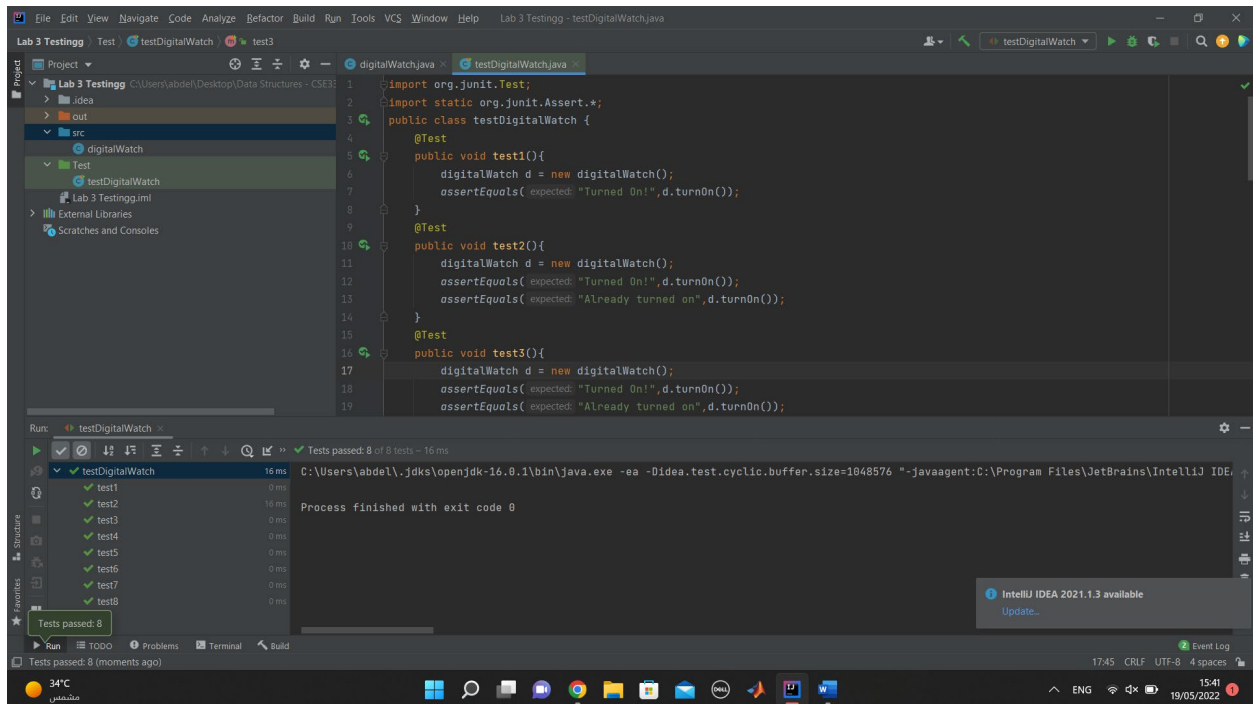 File Edit View Navigate Code Analyze Refactor Build Run Tools VCS Window Help Lab 3 Testingg - testDigitalWatch.java
Lab 3 Testingg Test testDigitalWatch test3
testDigitalWatch
Project
Project
digitalWatch.java
testDigitalWatch.java
Lab 3 Testingg C:\Users\abdel\Desktop\Data Structures - CSE33
.idea
out
src
digitalWatch
Test
testDigitalWatch
Lab 3 Testingg.iml
External Libraries
Scratches and Consoles
1 import org.junit.Test;
2 import static org.junit.Assert.*;
3 public class testDigitalWatch {
4 @Test
5 public void test1(){
6 digitalWatch d = new digitalWatch();
7 assertEquals( expected: "Turned On!",d.turnOn());
8 }
9 @Test
10 public void test2(){
11 digitalWatch d = new digitalWatch();
12 assertEquals( expected: "Turned On!",d.turnOn());
13 assertEquals( expected: "Already turned on",d.turnOn());
14 }
15 @Test
16 public void test3(){
17 digitalWatch d = new digitalWatch();
18 assertEquals( expected: "Turned On!",d.turnOn());
19 assertEquals( expected: "Already turned on",d.turnOn());
Run: testDigitalWatch
Tests passed: 8 of 8 tests – 16 ms
testDigitalWatch 16 ms
test1 0 ms
test2 16 ms
test3 0 ms
test4 0 ms
test5 0 ms
test6 0 ms
test7 0 ms
test8 0 ms
C:\Users\abdel\.jdks\openjdk-16.0.1\bin\java.exe -ea -Didea.test.cyclic.buffer.size=1048576 "-javaagent:C:\Program Files\JetBrains\IntelliJ IDE
Process finished with exit code 0
Structure
Favorites
IntelliJ IDEA 2021.1.3 available
Update...
Tests passed: 8
Run TODO Problems Terminal Build
2 Event Log
Tests passed: 8 (moments ago)
17:45 CRLF UTF-8 4 spaces
34°C
مشمس
DELL
W
ENG
15:41
19/05/2022
1